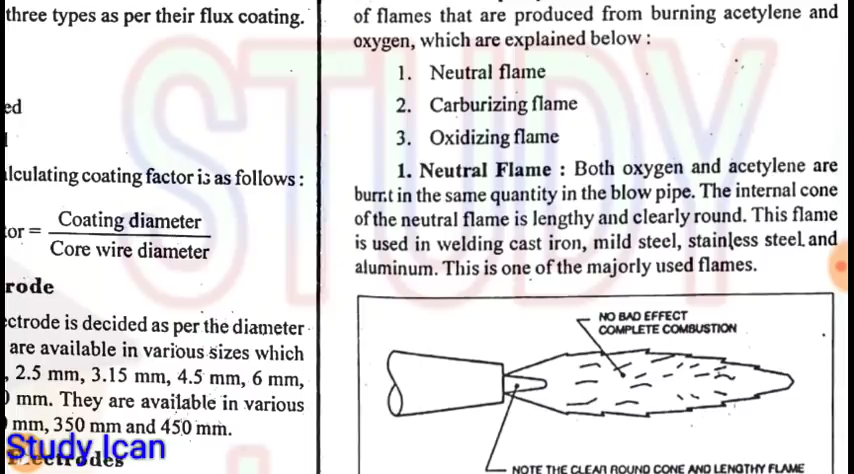 three types as per their flux coating.
ed
lculating coating factor is as follows :
or = Coating diameter
Core wire diameter
rode
ctrode is decided as per the diameter
are available in various sizes which
, 2.5 mm, 3.15 mm, 4.5 mm, 6 mm,
0 mm. They are available in various
mm, 350 mm and 450 mm.
Study Ican
of flames that are produced from burning acetylene and
oxygen, which are explained below :
1. Neutral flame
2. Carburizing flame
3. Oxidizing flame
1. Neutral Flame : Both oxygen and acetylene are
burnt in the same quantity in the blow pipe. The internal cone
of the neutral flame is lengthy and clearly round. This flame
is used in welding cast iron, mild steel, stainless steel and
aluminum. This is one of the majorly used flames.
NO BAD EFFECT
COMPLETE COMBUSTION
NOTE THE CLEAR ROUND CONE AND LENGTHY FLAME
STUDY